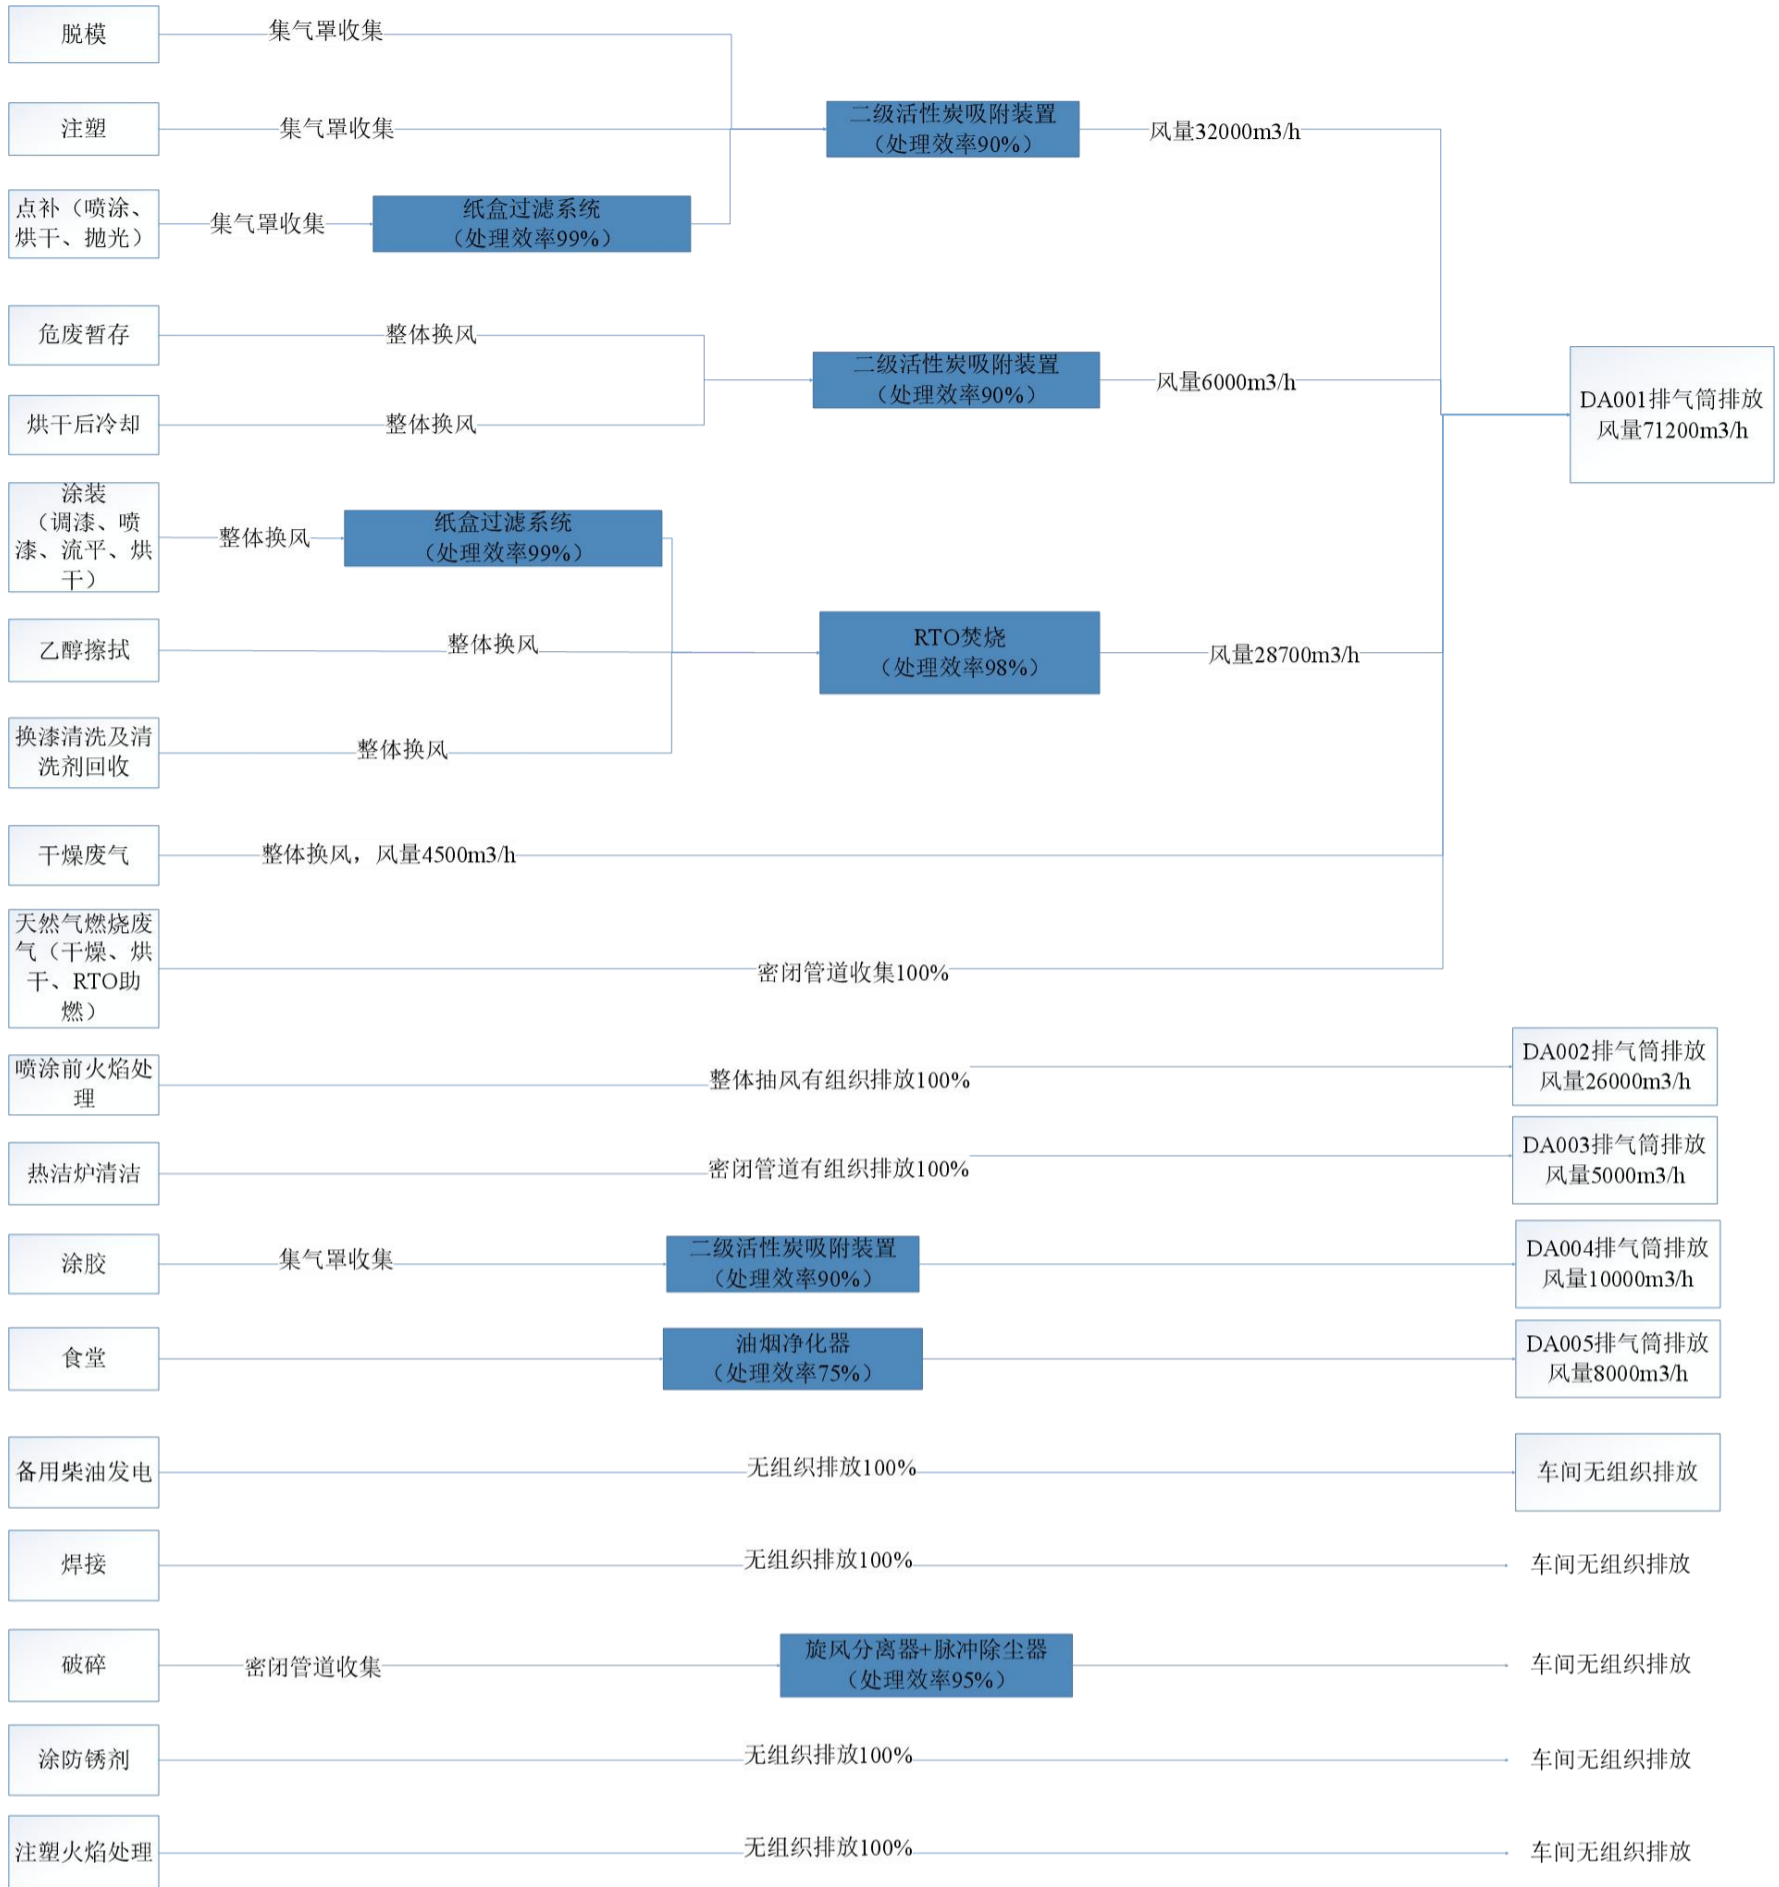 脱模
集气罩收集
注塑
集气罩收集
二级活性炭吸附装置
（处理效率90%）
风量32000m3/h
点补（喷涂、
烘干、抛光）
集气罩收集
纸盒过滤系统
（处理效率99%）
危废暂存
整体换风
二级活性炭吸附装置
（处理效率90%）
风量6000m3/h
DA001排气筒排放
风量71200m3/h
烘干后冷却
整体换风
涂装
（调漆、喷
漆、流平、烘
干）
整体换风
纸盒过滤系统
（处理效率99%）
乙醇擦拭
整体换风
RTO焚烧
（处理效率98%）
风量28700m3/h
换漆清洗及清
洗剂回收
整体换风
干燥废气
整体换风，风量4500m3/h
天然气燃烧废
气（干燥、烘
干、RTO助
燃）
密闭管道收集100%
喷涂前火焰处
理
整体抽风有组织排放100%
DA002排气筒排放
风量26000m3/h
热洁炉清洁
密闭管道有组织排放100%
DA003排气筒排放
风量5000m3/h
涂胶
集气罩收集
二级活性炭吸附装置
（处理效率90%）
DA004排气筒排放
风量10000m3/h
食堂
油烟净化器
（处理效率75%）
DA005排气筒排放
风量8000m3/h
备用柴油发电
无组织排放100%
车间无组织排放
焊接
无组织排放100%
车间无组织排放
破碎
密闭管道收集
旋风分离器+脉冲除尘器
（处理效率95%）
车间无组织排放
涂防锈剂
无组织排放100%
车间无组织排放
注塑火焰处理
无组织排放100%
车间无组织排放